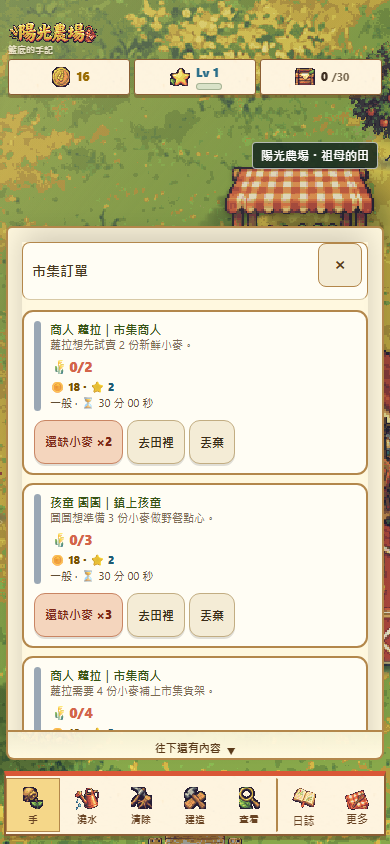 陽光農場
籃底的手記
16
Lv 1
0 /30
陽光農場・祖母的田
市集訂單
×
商人 蘿拉 | 市集商人
蘿拉想先試賣 2 份新鮮小麥。
0/2
18 · 2
一般 · 30 分 00 秒
還缺小麥 ×2
去田裡
丟棄
孩童 圓圓 | 鎮上孩童
圓圓想準備 3 份小麥做野餐點心。
0/3
18 · 2
一般 · 30 分 00 秒
還缺小麥 ×3
去田裡
丟棄
商人 蘿拉 | 市集商人
蘿拉需要 4 份小麥補上市集貨架。
0/4
往下還有內容 ▼
手
澆水
清除
建造
查看
日誌
更多